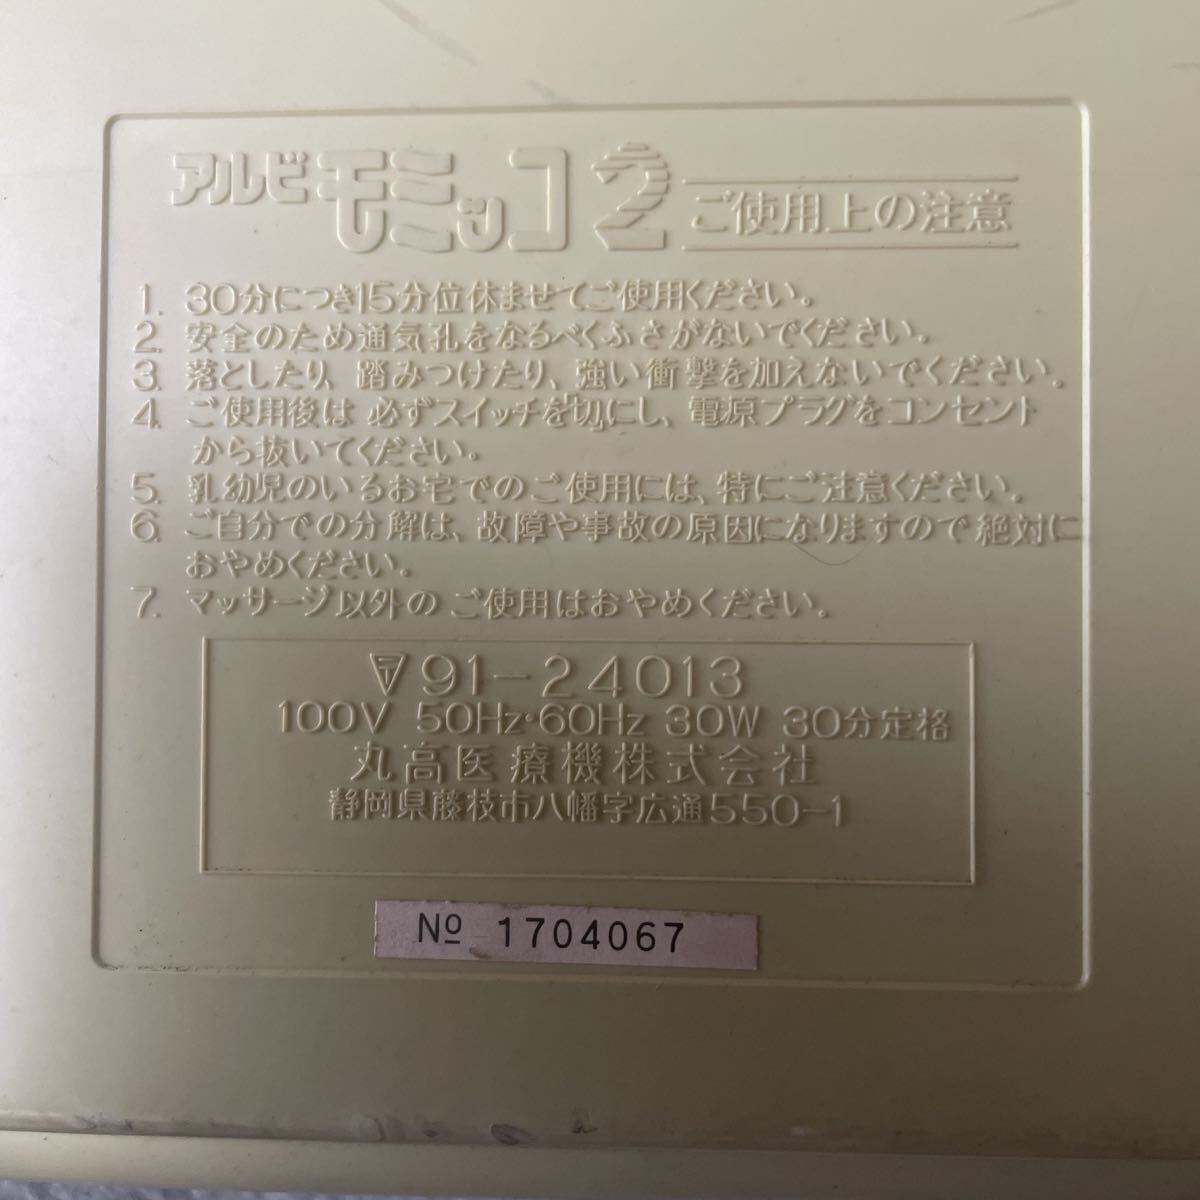 アルビ モミッコ2 ご使用上の注意
1. 30分につき15分位休ませてご使用ください。
2. 安全のため通気孔をなるべくふさがないでください。
3. 落としたり、踏みつけたり、強い衝撃を加えないでください。
4. ご使用後は必ずスイッチを「切」にし、電原プラグをコンセント
から抜いてください。
5. 乳幼児のいるお宅でのご使用には、特にご注意ください。
6. ご自分での分解は、故障や事故の原因になりますので絶対に
おやめください。
7. マッサージ以外のご使用はおやめください。
91-24013
100V 50Hz・60Hz 30W 30分定格
丸高医療機株式会社
静岡県藤枝市八幡字広通550-1
№ 1704067